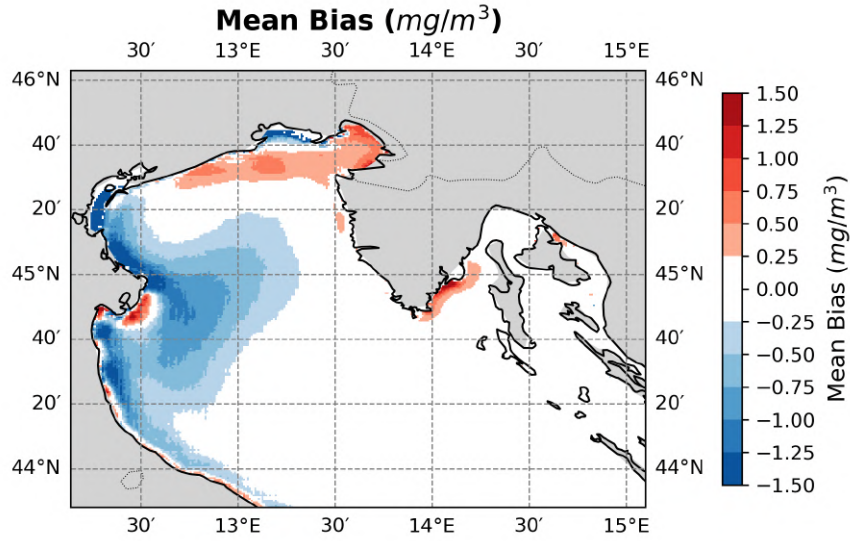 Mean Bias (mg/m³)
30′ 13°E 30′ 14°E 30′ 15°E
46°N 46°N
40′ 40′
20′ 20′
45°N 45°N
40′ 40′
20′ 20′
44°N 44°N
30′ 13°E 30′ 14°E 30′ 15°E
1.50
1.25
1.00
0.75
0.50
0.25
0.00
−0.25
−0.50
−0.75
−1.00
−1.25
−1.50
Mean Bias (mg/m³)